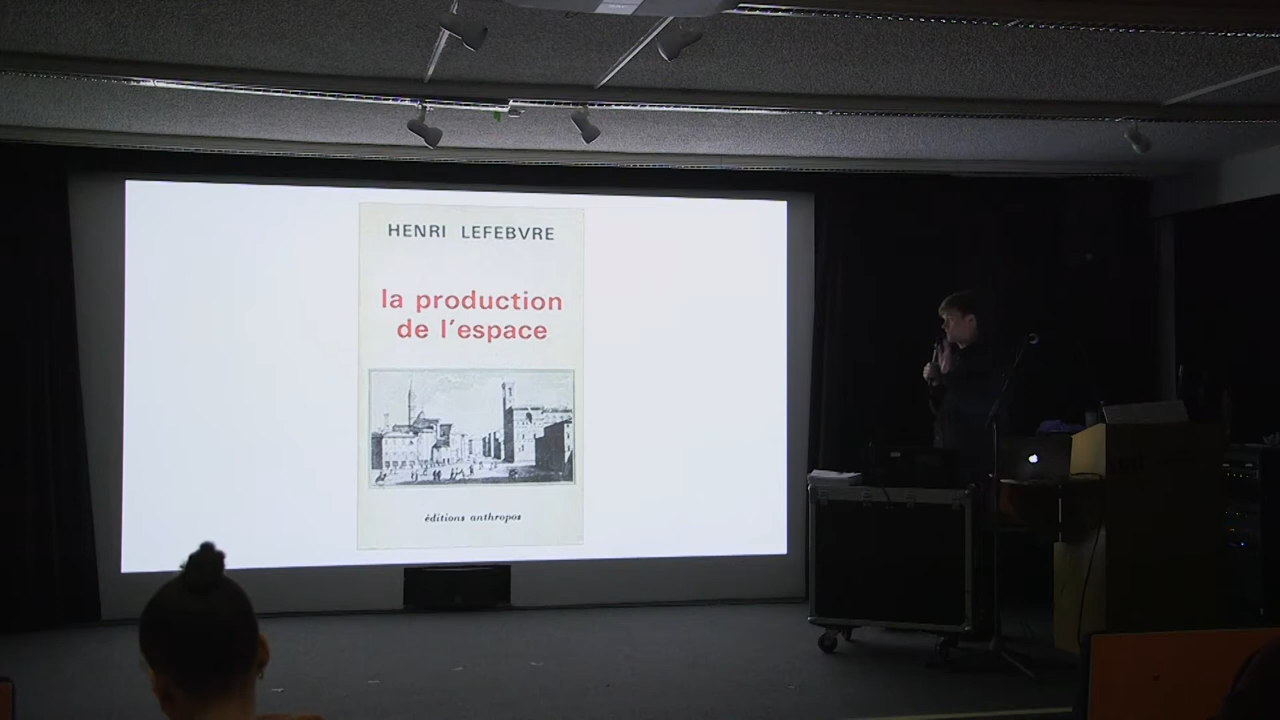 HENRI LEFEBVRE
la production
de l'espace
éditions anthropos